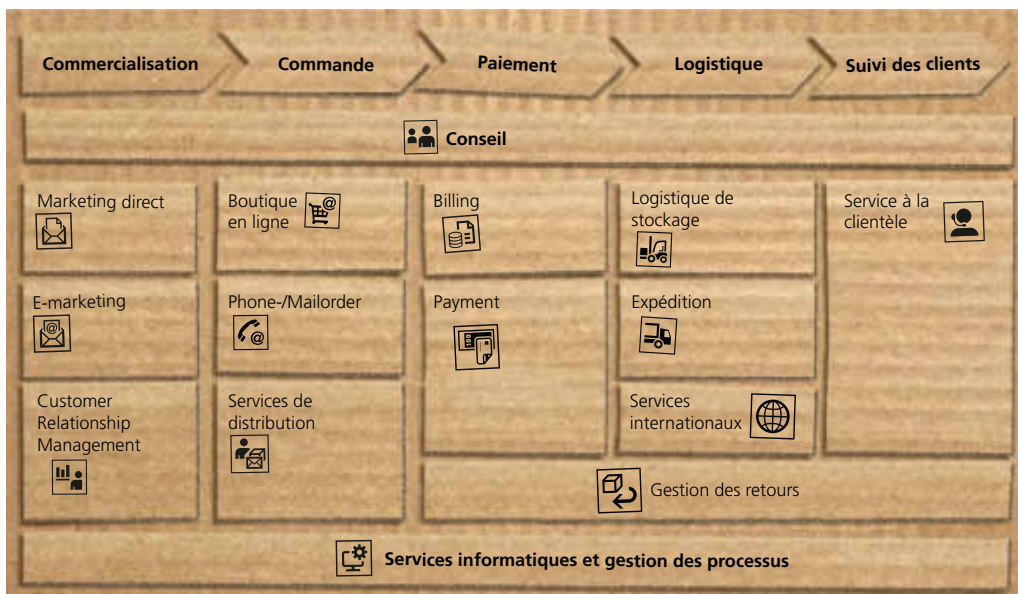 Commercialisation
Commande
Paiement
Logistique
Suivi des clients
Conseil
Marketing direct
Boutique
en ligne
Billing
Logistique de
stockage
Service à la
clientèle
E-marketing
Phone-/Mailorder
Payment
Expédition
Customer
Relationship
Management
Services de
distribution
Services
internationaux
Gestion des retours
Services informatiques et gestion des processus